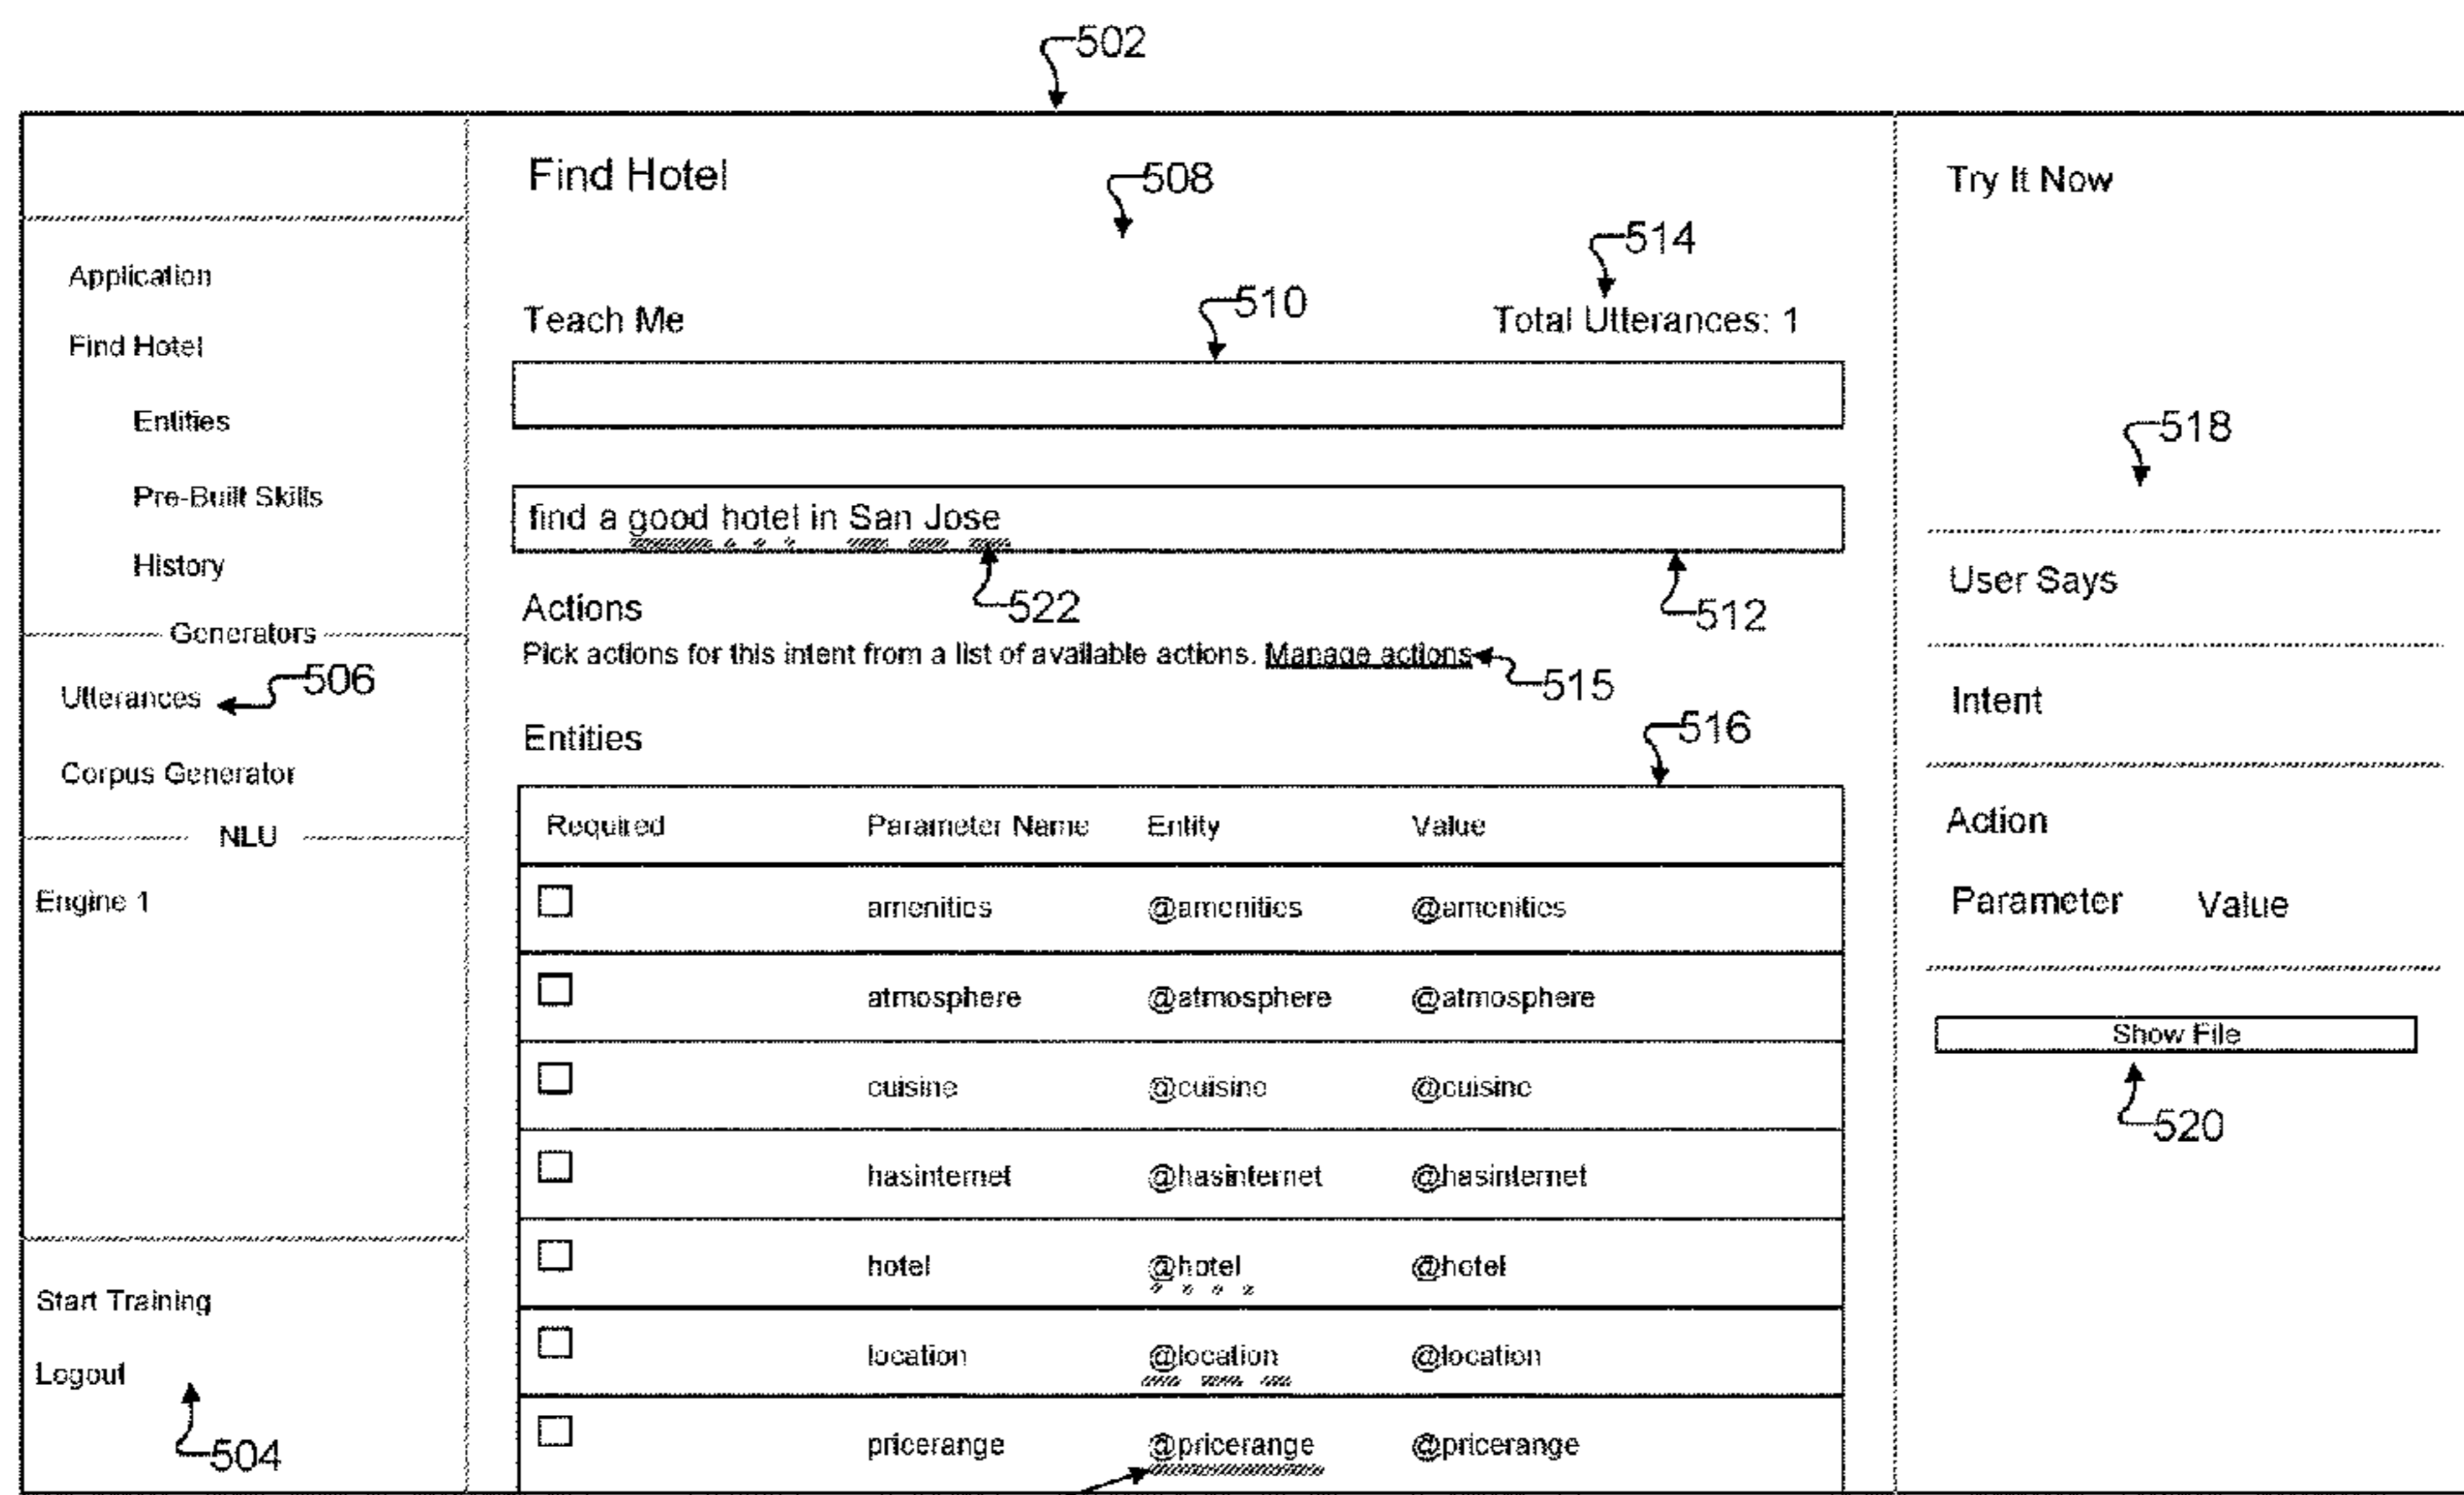 502
Find Hotel
508
Try It Now
514
Application
510
Teach Me
Total Utterances: 1
Find Hotel
Entities
518
Pre-Built Skills
find a good hotel in San Jose
History
522
512
User Says
Actions
Generators
Pick actions for this intent from a list of available actions. Manage actions
515
Utterances
506
Intent
516
Entities
Corpus Generator
NLU
Required Parameter Name Entity Value
Action
Engine 1
amenities @amenities @amenities
Parameter Value
atmosphere @atmosphere @atmosphere
Show File
cuisine @cuisine @cuisine
520
hasinternet @hasinternet @hasinternet
hotel @hotel @hotel
Start Training
location @location @location
Logout
pricerange @pricerange @pricerange
504